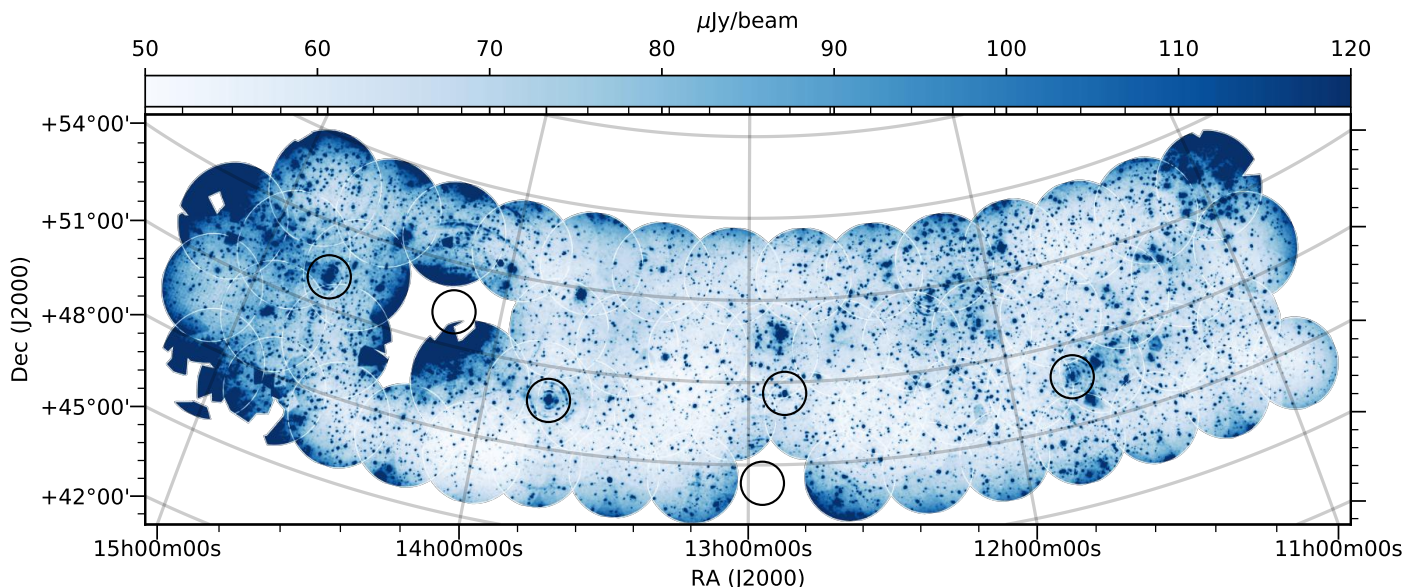 μJy/beam
50 60 70 80 90 100 110 120
+54°00'
+51°00'
+48°00'
+45°00'
+42°00'
Dec (J2000)
15h00m00s 14h00m00s 13h00m00s 12h00m00s 11h00m00s
RA (J2000)